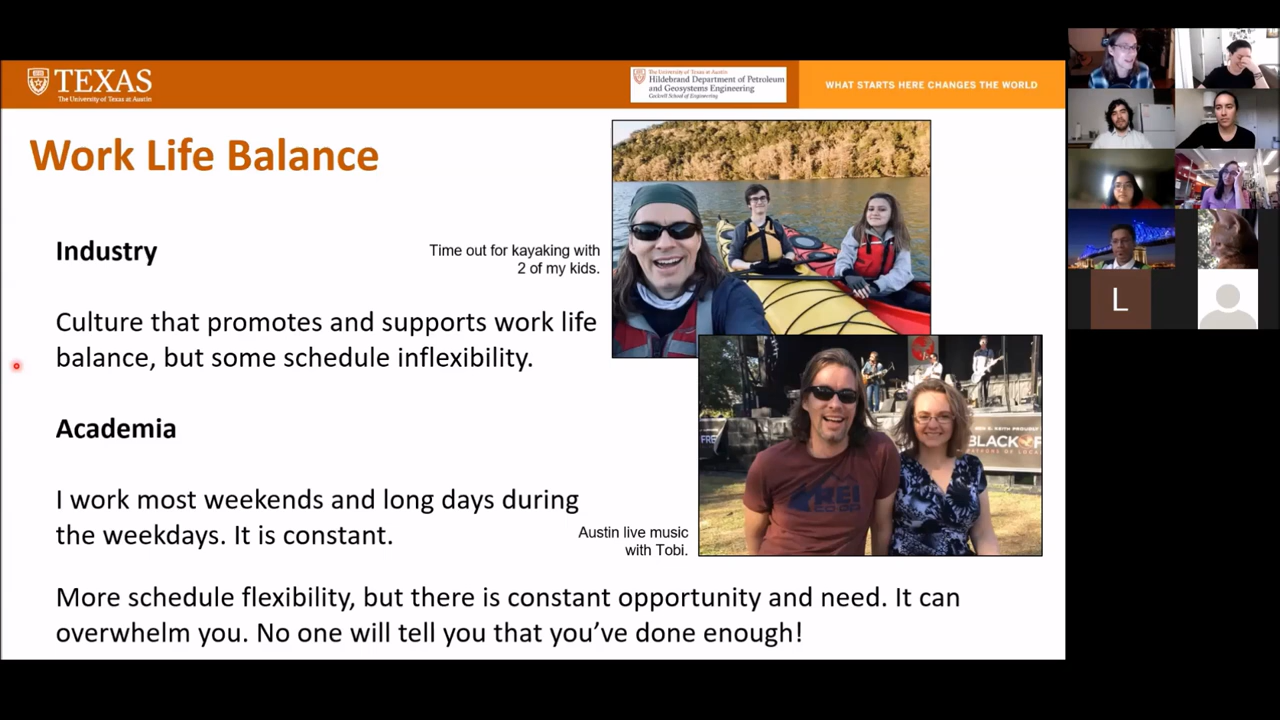 TEXAS
The University of Texas at Austin
The University of Texas at Austin
Hildebrand Department of Petroleum
and Geosystems Engineering
Cockrell School of Engineering
WHAT STARTS HERE CHANGES THE WORLD
Work Life Balance
Industry
Time out for kayaking with
2 of my kids.
Culture that promotes and supports work life
balance, but some schedule inflexibility.
Academia
I work most weekends and long days during
the weekdays. It is constant.
Austin live music
with Tobi.
More schedule flexibility, but there is constant opportunity and need. It can
overwhelm you. No one will tell you that you've done enough!
REI
CO-OP
FRE
BLACK
L